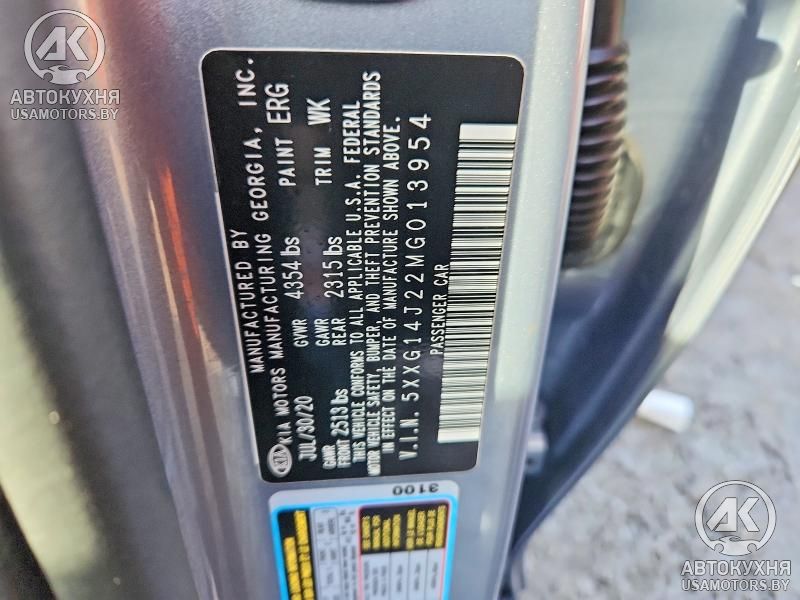 AK
АВТОКУХНЯ
USAMOTORS.BY
MANUFACTURED BY
KIA KIA MOTORS MANUFACTURING GEORGIA, INC.
JUL/30/20 GVWR 4354 lbs PAINT ERG
GAWR FRONT 2513 lbs GAWR REAR 2315 lbs TRIM WK
THIS VEHICLE CONFORMS TO ALL APPLICABLE U.S.A. FEDERAL
MOTOR VEHICLE SAFETY, BUMPER, AND THEFT PREVENTION STANDARDS
IN EFFECT ON THE DATE OF MANUFACTURE SHOWN ABOVE.
V.I.N. 5XXG14J22MG013954
PASSENGER CAR
3100
AK
АВТОКУХНЯ
USAMOTORS.BY